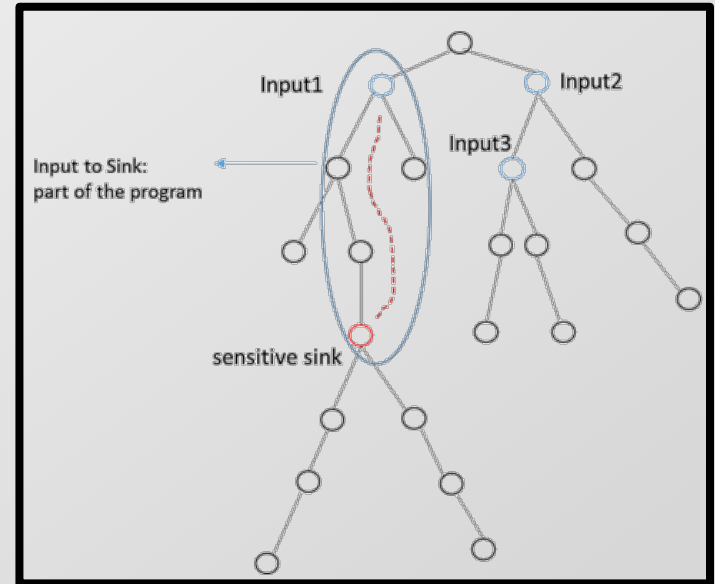 Input1
Input2
Input3
Input to Sink:
part of the program
sensitive sink